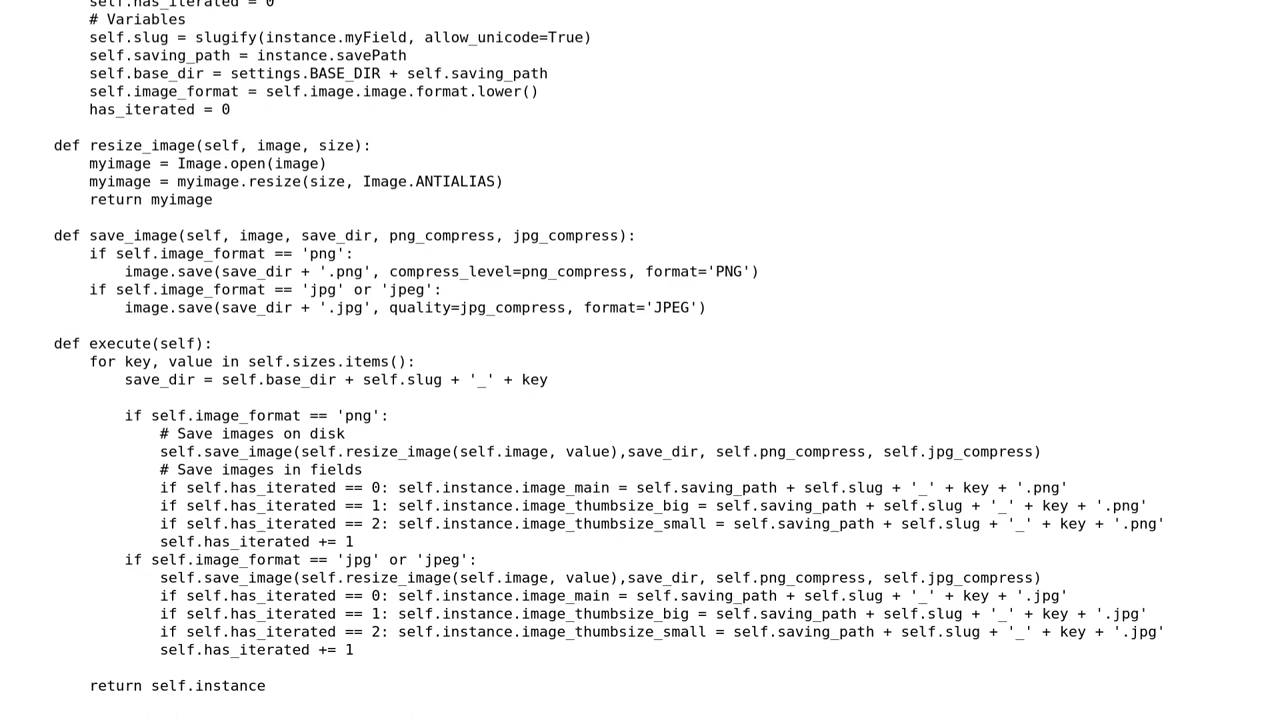 self.has_iterated = 0
# Variables
self.slug = slugify(instance.myField, allow_unicode=True)
self.saving_path = instance.savePath
self.base_dir = settings.BASE_DIR + self.saving_path
self.image_format = self.image.image.format.lower()
has_iterated = 0
def resize_image(self, image, size):
myimage = Image.open(image)
myimage = myimage.resize(size, Image.ANTIALIAS)
return myimage
def save_image(self, image, save_dir, png_compress, jpg_compress):
if self.image_format == 'png':
image.save(save_dir + '.png', compress_level=png_compress, format='PNG')
if self.image_format == 'jpg' or 'jpeg':
image.save(save_dir + '.jpg', quality=jpg_compress, format='JPEG')
def execute(self):
for key, value in self.sizes.items():
save_dir = self.base_dir + self.slug + '_' + key
if self.image_format == 'png':
# Save images on disk
self.save_image(self.resize_image(self.image, value),save_dir, self.png_compress, self.jpg_compress)
# Save images in fields
if self.has_iterated == 0: self.instance.image_main = self.saving_path + self.slug + '_' + key + '.png'
if self.has_iterated == 1: self.instance.image_thumbsize_big = self.saving_path + self.slug + '_' + key + '.png'
if self.has_iterated == 2: self.instance.image_thumbsize_small = self.saving_path + self.slug + '_' + key + '.png'
self.has_iterated += 1
if self.image_format == 'jpg' or 'jpeg':
self.save_image(self.resize_image(self.image, value),save_dir, self.png_compress, self.jpg_compress)
if self.has_iterated == 0: self.instance.image_main = self.saving_path + self.slug + '_' + key + '.jpg'
if self.has_iterated == 1: self.instance.image_thumbsize_big = self.saving_path + self.slug + '_' + key + '.jpg'
if self.has_iterated == 2: self.instance.image_thumbsize_small = self.saving_path + self.slug + '_' + key + '.jpg'
self.has_iterated += 1
return self.instance